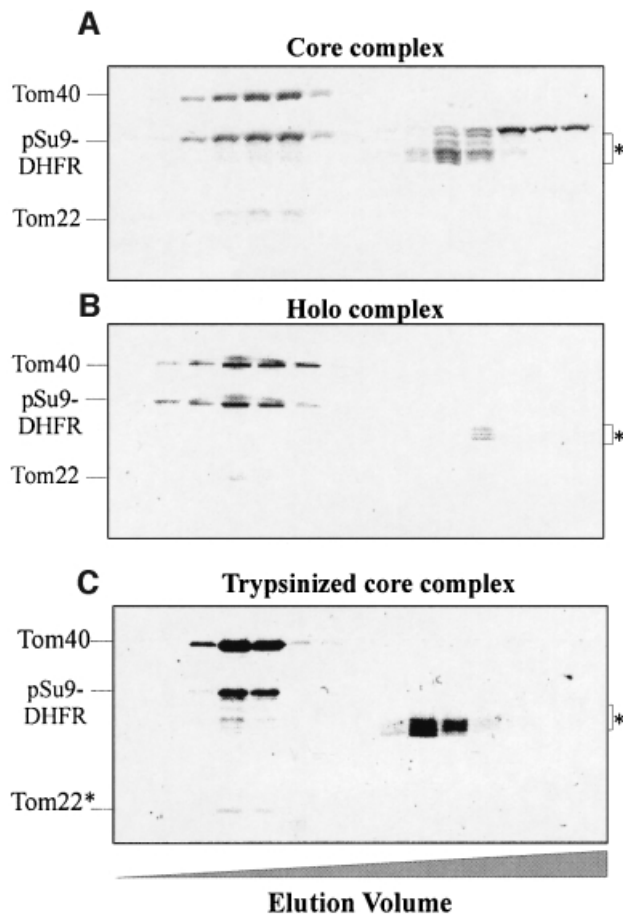 A
Core complex
Tom40
pSu9-
DHFR
*
Tom22
B
Holo complex
Tom40
pSu9-
DHFR
*
Tom22
C
Trypsinized core complex
Tom40
pSu9-
DHFR
*
Tom22*
Elution Volume